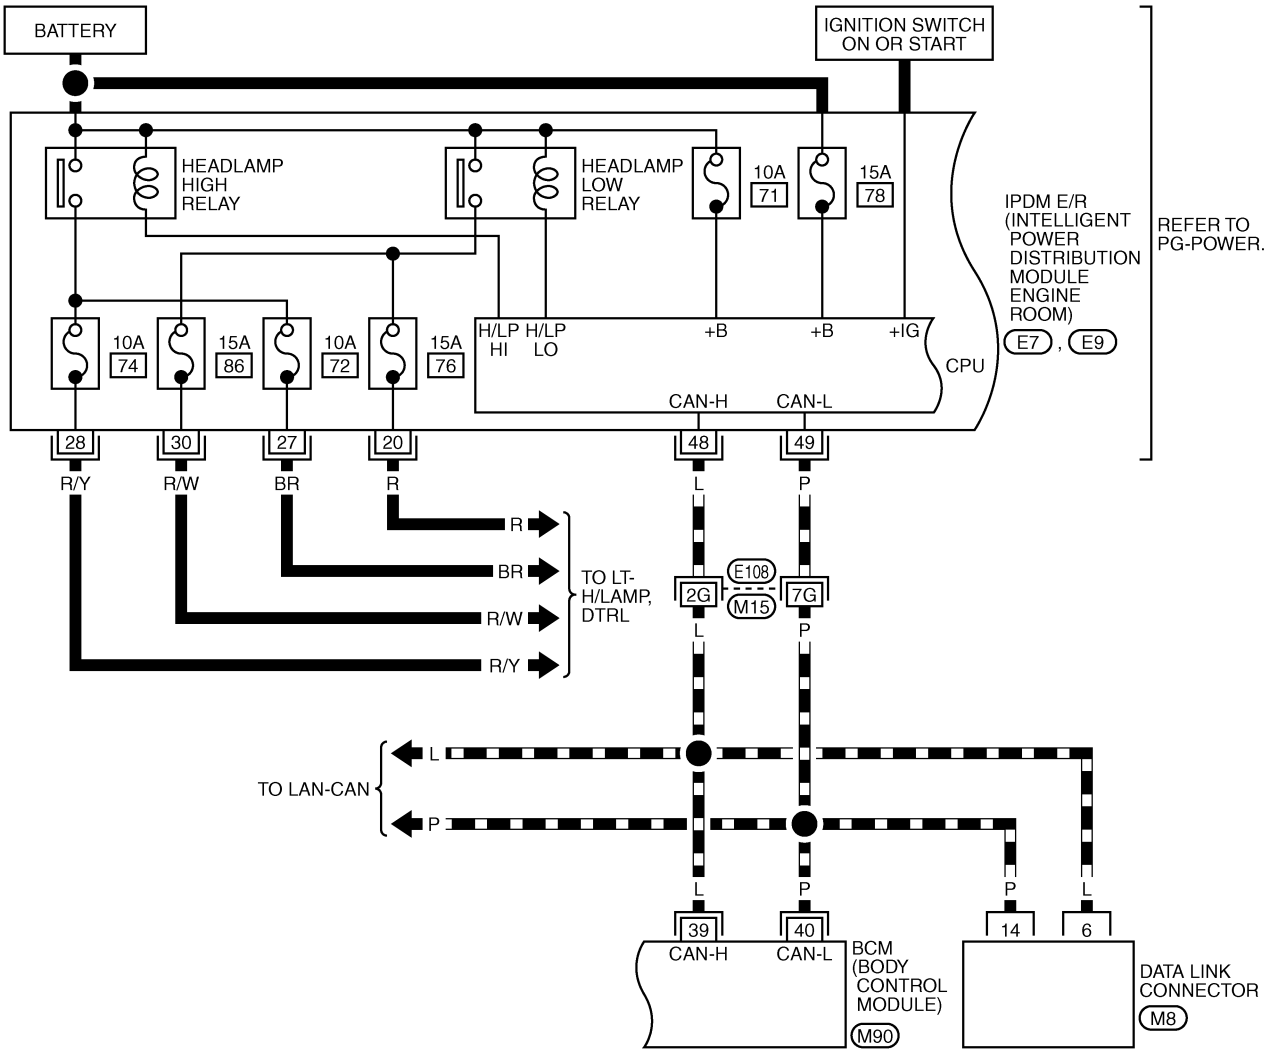 BATTERY
IGNITION SWITCH
ON OR START
HEADLAMP
HIGH
RELAY
HEADLAMP
LOW
RELAY
10A
71
15A
78
IPDM E/R
(INTELLIGENT
POWER
DISTRIBUTION
MODULE
ENGINE
ROOM)
E7 , E9
REFER TO
PG-POWER.
10A
74
15A
86
10A
72
15A
76
H/LP
HI
H/LP
LO
+B
+B
+IG
CPU
CAN-H
CAN-L
28
30
27
20
48
49
R/Y
R/W
BR
R
L
P
R
BR
R/W
R/Y
TO LT-
H/LAMP,
DTRL
2G
E108
M15
7G
L
P
TO LAN-CAN
L
P
L
P
P
L
39
40
14
6
CAN-H
CAN-L
BCM
(BODY
CONTROL
MODULE)
M90
DATA LINK
CONNECTOR
M8